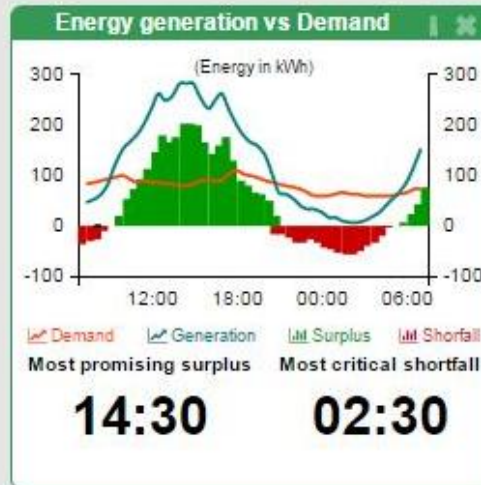 Energy generation vs Demand
(Energy in kWh)
300 300
200 200
100 100
0 0
-100 -100
12:00 18:00 00:00 06:00
Demand Generation Surplus Shortfall
Most promising surplus Most critical shortfall
14:30 02:30